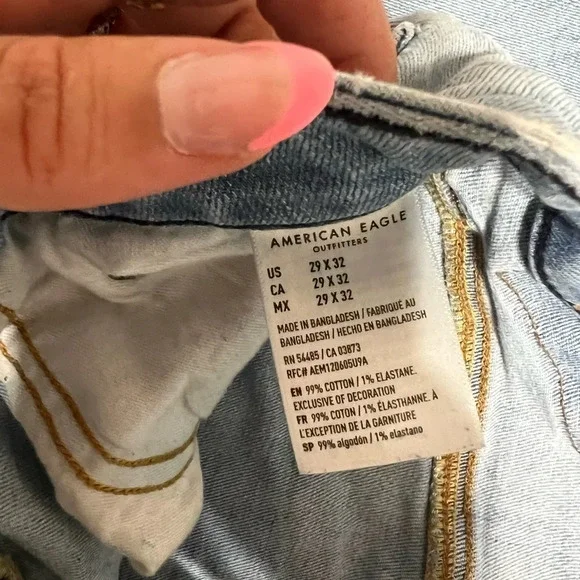 AMERICAN EAGLE
OUTFITTERS
US 29 X 32
CA 29 X 32
MX 29 X 32
MADE IN BANGLADESH / FABRIQUÉ AU
BANGLADESH / HECHO EN BANGLADESH
RN 54485 / CA 03873
RFC# AEM120605U9A
EN 99% COTTON / 1% ELASTANE.
EXCLUSIVE OF DECORATION
FR 99% COTON / 1% ÉLASTHANNE. À
L'EXCEPTION DE LA GARNITURE
SP 99% algodón / 1% elastano